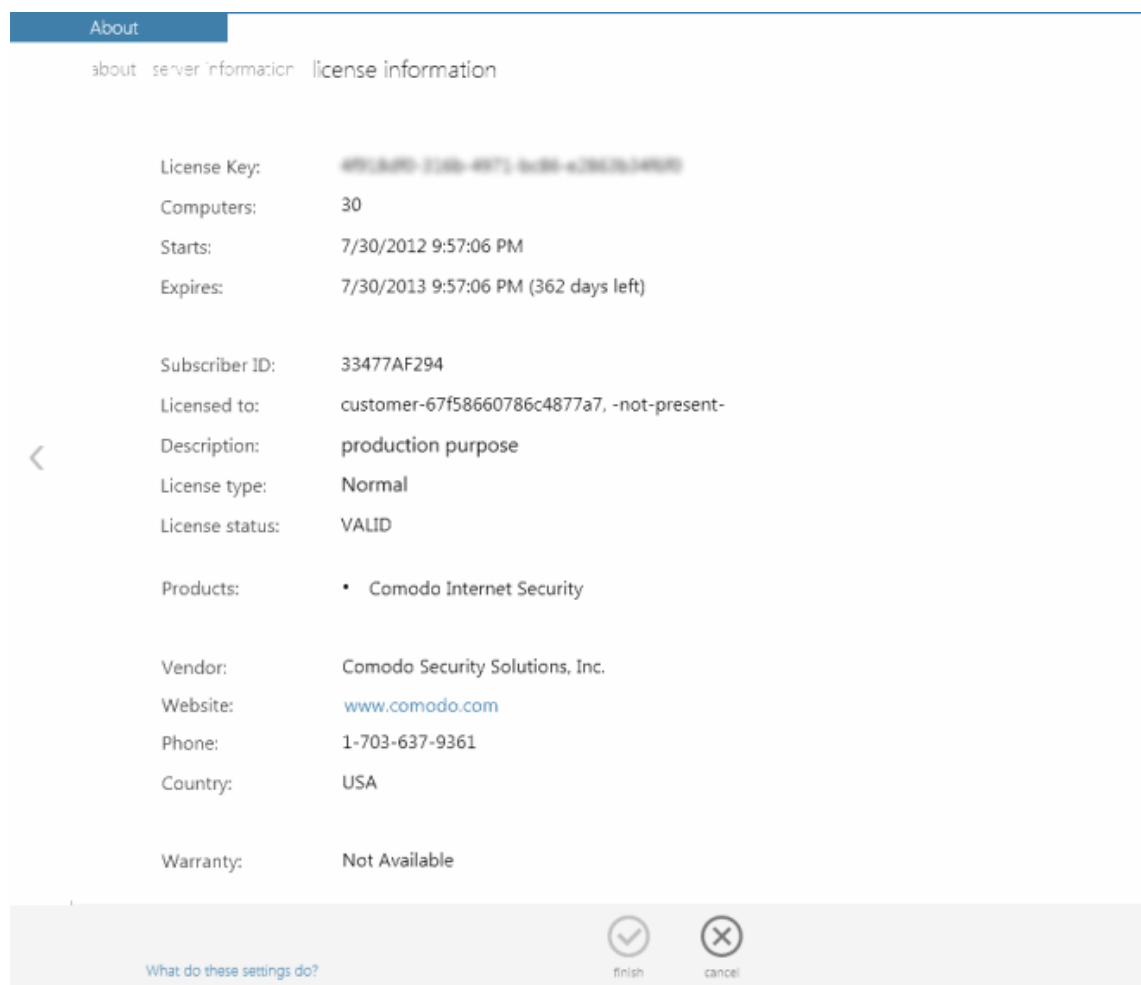 About
about server information license information
License Key:
Computers: 30
Starts: 7/30/2012 9:57:06 PM
Expires: 7/30/2013 9:57:06 PM (362 days left)
Subscriber ID: 33477AF294
Licensed to: customer-67f58660786c4877a7, -not-present-
Description: production purpose
License type: Normal
License status: VALID
Products: • Comodo Internet Security
Vendor: Comodo Security Solutions, Inc.
Website: www.comodo.com
Phone: 1-703-637-9361
Country: USA
Warranty: Not Available
What do these settings do? finish cancel